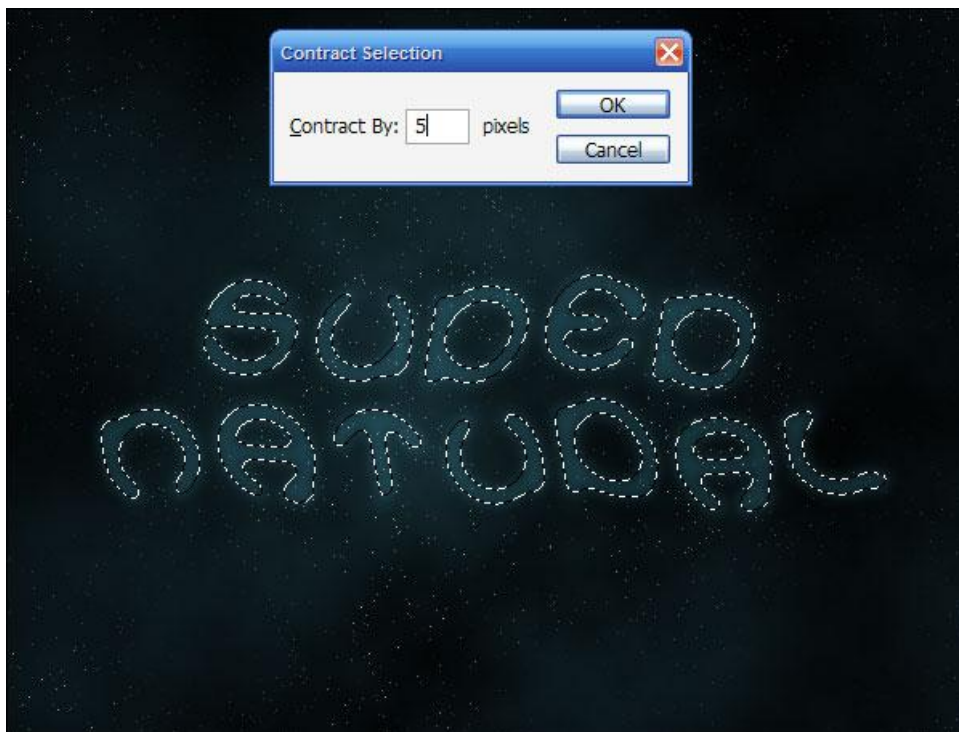 Contract Selection
Contract By: 5 pixels
OK
Cancel
SUPER
NATURAL